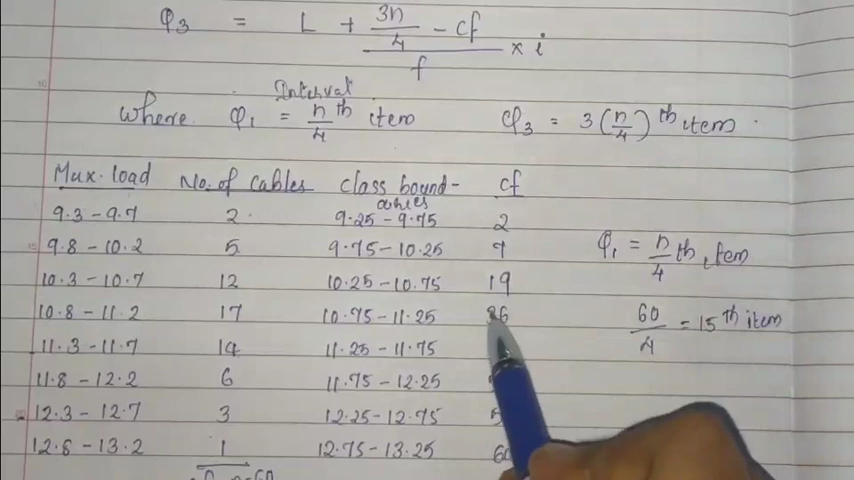 Q₃ = L + 3n/4 - cf / f × i
Interval
where Q₁ = n/4 th item Q₃ = 3(n/4)th item.
Max. load No. of cables class bound- cf
aries
9.3 - 9.7 2 9.25 - 9.75 2
9.8 - 10.2 5 9.75 - 10.25 7
10.3 - 10.7 12 10.25 - 10.75 19
10.8 - 11.2 17 10.75 - 11.25 36
11.3 - 11.7 14 11.25 - 11.75
11.8 - 12.2 6 11.75 - 12.25
12.3 - 12.7 3 12.25 - 12.75 5
12.8 - 13.2 1 12.75 - 13.25 60
Q₁ = n/4 th item
60/4 = 15th item